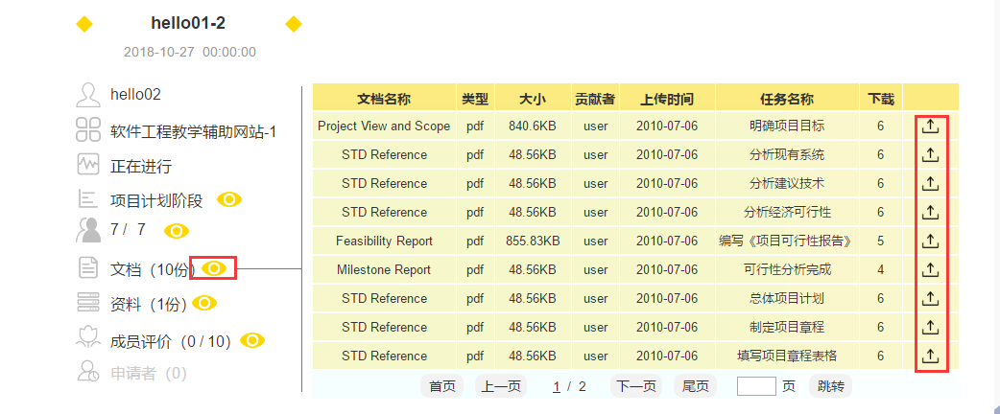 hello01-2
2018-10-27 00:00:00
hello02
软件工程教学辅助网站-1
正在进行
项目计划阶段
7 / 7
文档（10份）
资料（1份）
成员评价（0 / 10）
申请者（0）
文档名称 类型 大小 贡献者 上传时间 任务名称 下载
Project View and Scope pdf 840.6KB user 2010-07-06 明确项目目标 6
STD Reference pdf 48.56KB user 2010-07-06 分析现有系统 6
STD Reference pdf 48.56KB user 2010-07-06 分析建议技术 6
STD Reference pdf 48.56KB user 2010-07-06 分析经济可行性 6
Feasibility Report pdf 855.83KB user 2010-07-06 编写《项目可行性报告》 5
Milestone Report pdf 48.56KB user 2010-07-06 可行性分析完成 4
STD Reference pdf 48.56KB user 2010-07-06 总体项目计划 6
STD Reference pdf 48.56KB user 2010-07-06 制定项目章程 6
STD Reference pdf 48.56KB user 2010-07-06 填写项目章程表格 6
首页 上一页 1 / 2 下一页 尾页 页 跳转